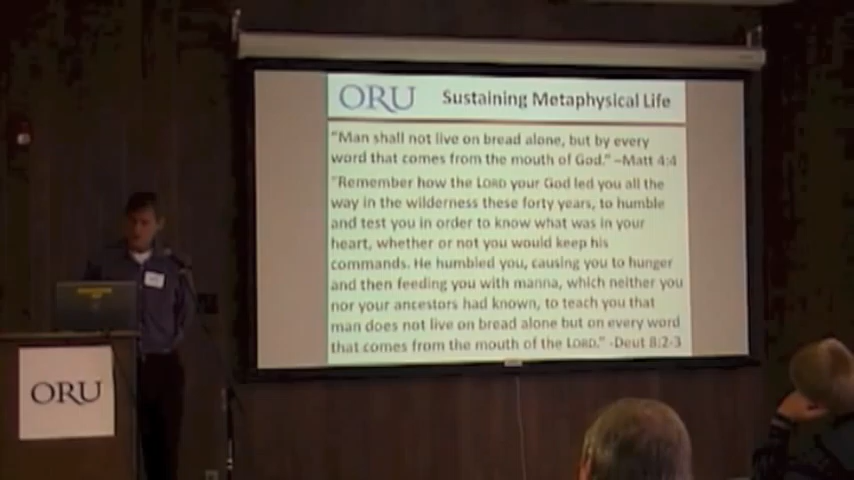 ORU Sustaining Metaphysical Life
"Man shall not live on bread alone, but by every
word that comes from the mouth of God." –Matt 4:4
"Remember how the LORD your God led you all the
way in the wilderness these forty years, to humble
and test you in order to know what was in your
heart, whether or not you would keep his
commands. He humbled you, causing you to hunger
and then feeding you with manna, which neither you
nor your ancestors had known, to teach you that
man does not live on bread alone but on every word
that comes from the mouth of the LORD." -Deut 8:2-3
ORU